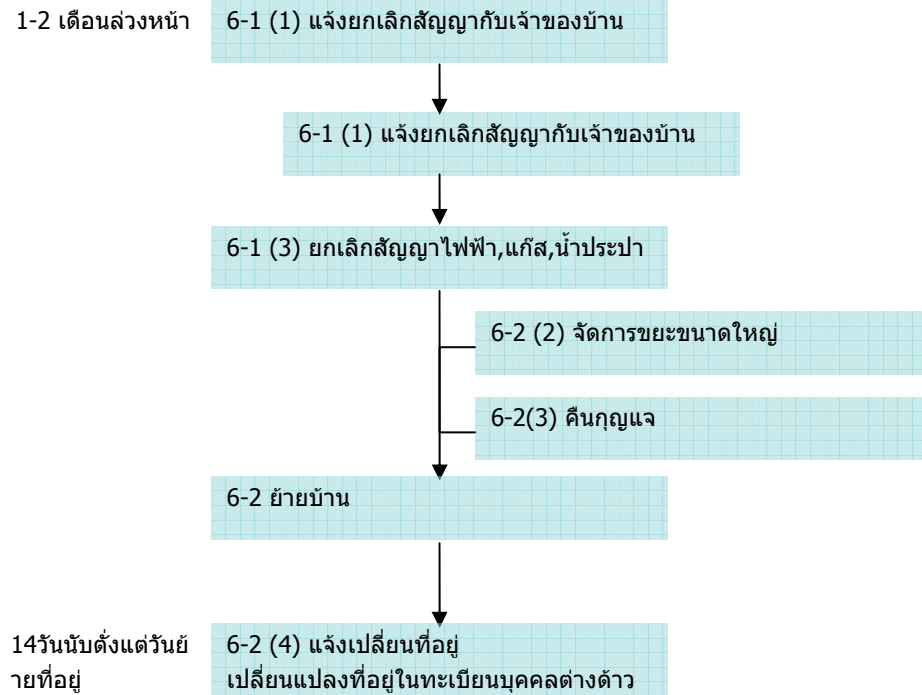 1-2 เดือนล่วงหน้า
6-1 (1) แจ้งยกเลิกสัญญากับเจ้าของบ้าน
6-1 (1) แจ้งยกเลิกสัญญากับเจ้าของบ้าน
6-1 (3) ยกเลิกสัญญาไฟฟ้า,แก๊ส,น้ำประปา
6-2 (2) จัดการขยะขนาดใหญ่
6-2(3) คืนกุญแจ
6-2 ย้ายบ้าน
14วันนับตั้งแต่วันย้
ายที่อยู่
6-2 (4) แจ้งเปลี่ยนที่อยู่
เปลี่ยนแปลงที่อยู่ในทะเบียนบุคคลต่างด้าว